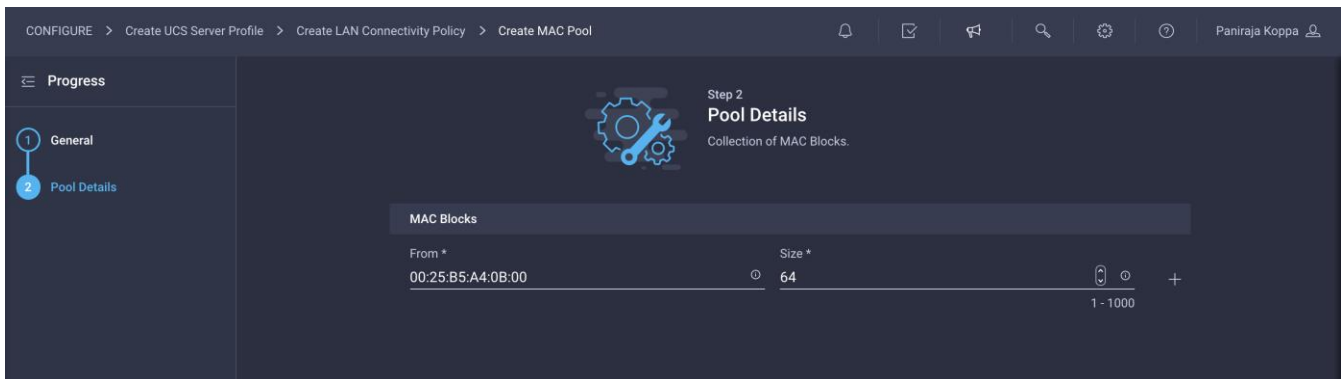 CONFIGURE > Create UCS Server Profile > Create LAN Connectivity Policy > Create MAC Pool
Paniraja Koppa
Progress
1 General
2 Pool Details
Step 2
Pool Details
Collection of MAC Blocks.
MAC Blocks
From * Size *
00:25:B5:A4:0B:00 64
1 - 1000